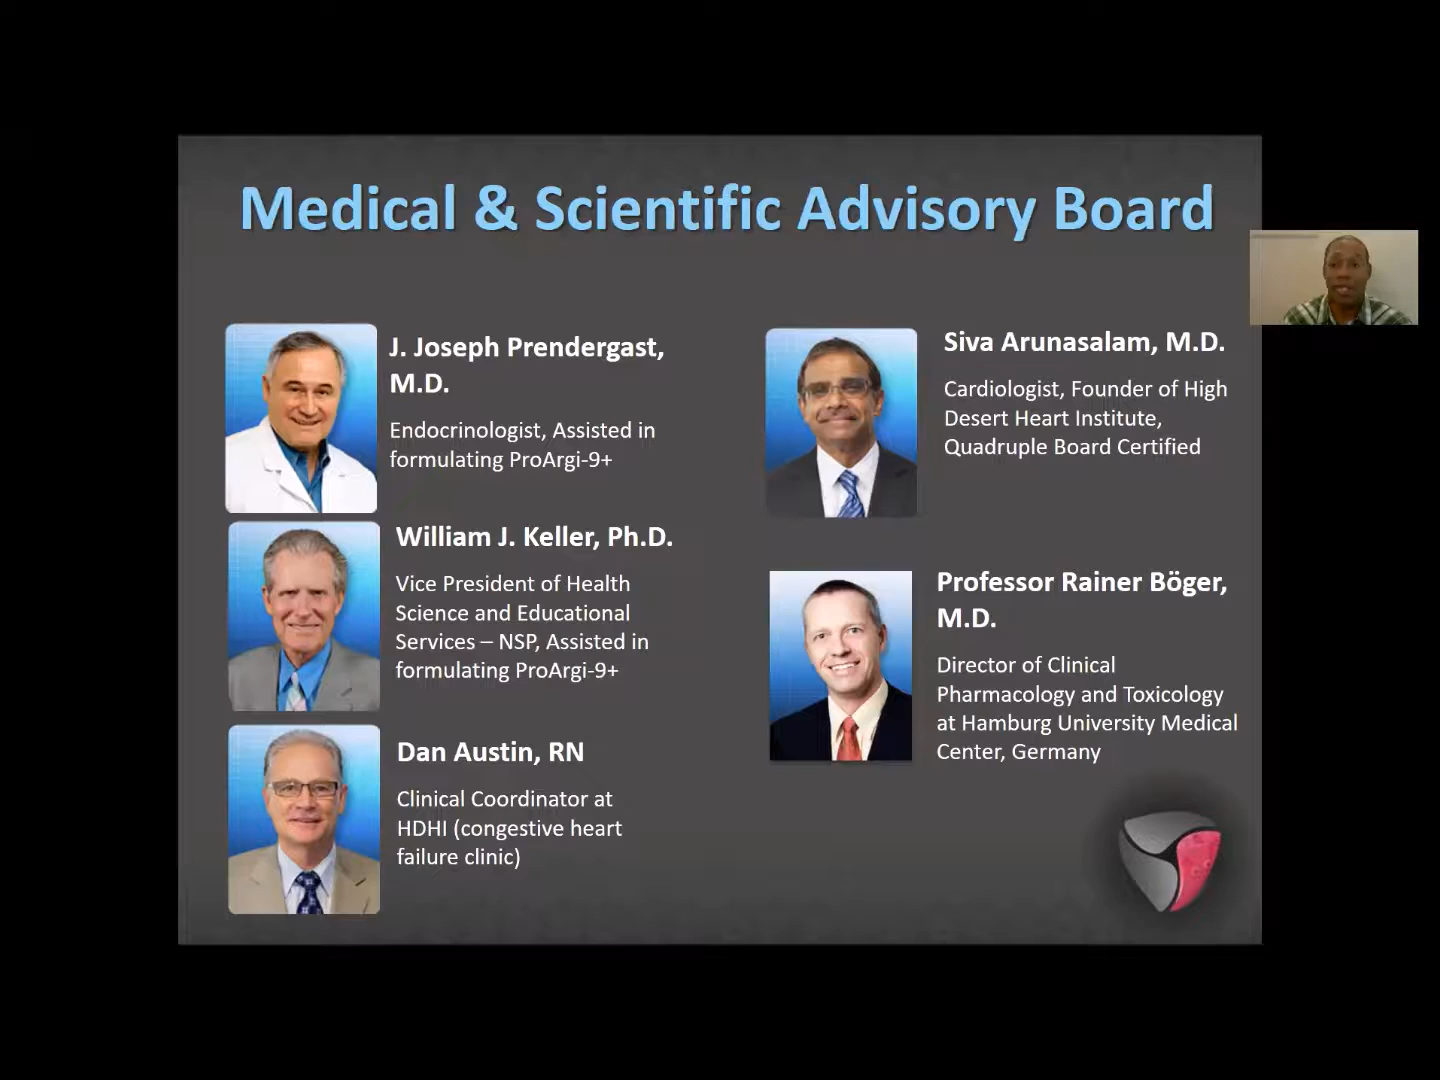 Medical & Scientific Advisory Board
J. Joseph Prendergast,
M.D.
Endocrinologist, Assisted in
formulating ProArgi-9+
William J. Keller, Ph.D.
Vice President of Health
Science and Educational
Services – NSP, Assisted in
formulating ProArgi-9+
Dan Austin, RN
Clinical Coordinator at
HDHI (congestive heart
failure clinic)
Siva Arunasalam, M.D.
Cardiologist, Founder of High
Desert Heart Institute,
Quadruple Board Certified
Professor Rainer Böger,
M.D.
Director of Clinical
Pharmacology and Toxicology
at Hamburg University Medical
Center, Germany